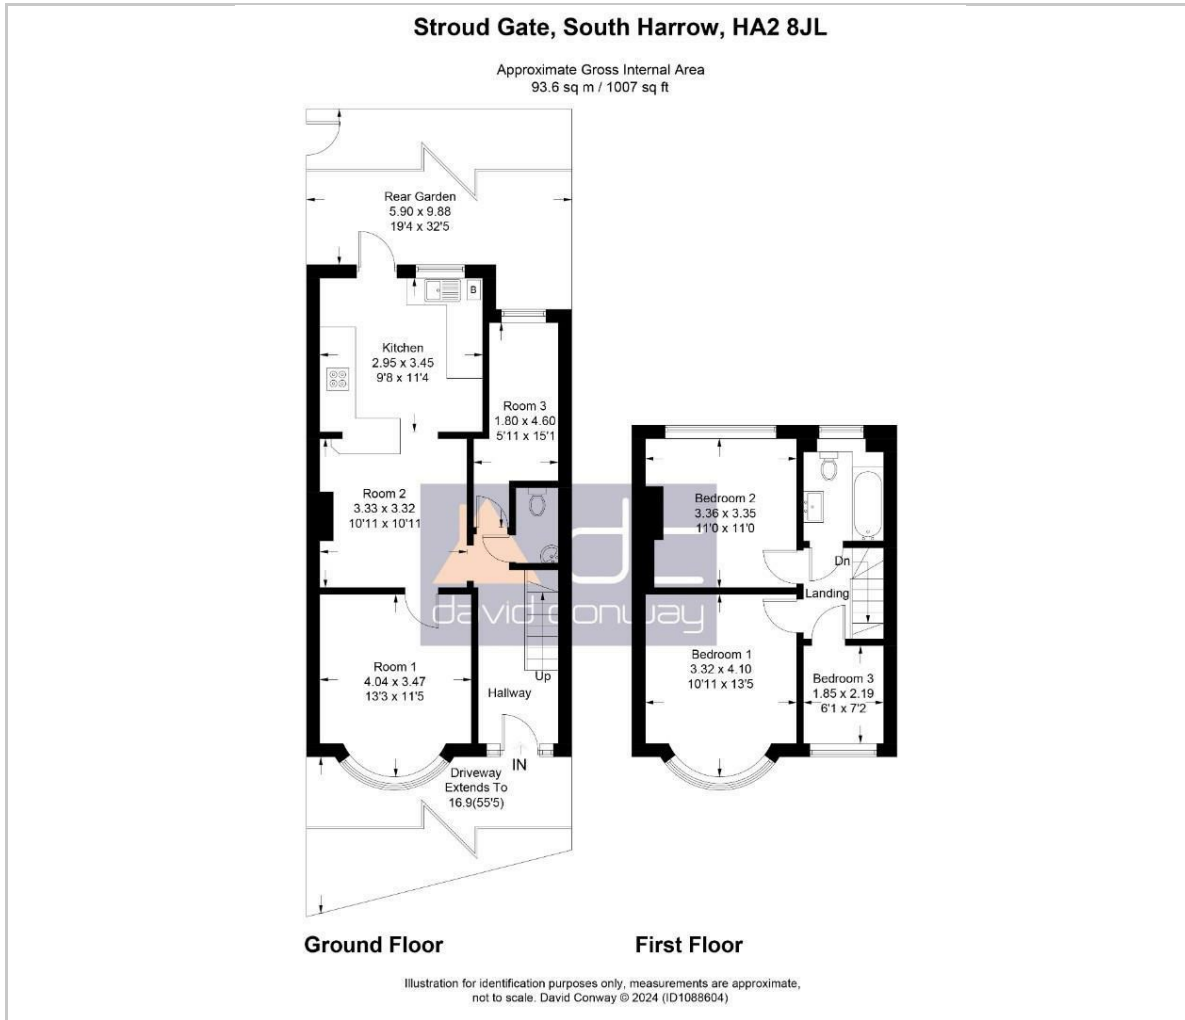 Stroud Gate, South Harrow, HA2 8JL
Approximate Gross Internal Area
93.6 sq m / 1007 sq ft
Rear Garden
5.90 x 9.88
19'4 x 32'5
B
Kitchen
2.95 x 3.45
9'8 x 11'4
Room 3
1.80 x 4.60
5'11 x 15'1
Room 2
3.33 x 3.32
10'11 x 10'11
Bedroom 2
3.36 x 3.35
11'0 x 11'0
Dn
Landing
dc
david conway
Room 1
4.04 x 3.47
13'3 x 11'5
Up
Hallway
Bedroom 1
3.32 x 4.10
10'11 x 13'5
Bedroom 3
1.85 x 2.19
6'1 x 7'2
IN
Driveway
Extends To
16.9(55'5)
Ground Floor
First Floor
Illustration for identification purposes only, measurements are approximate,
not to scale. David Conway © 2024 (ID1088604)